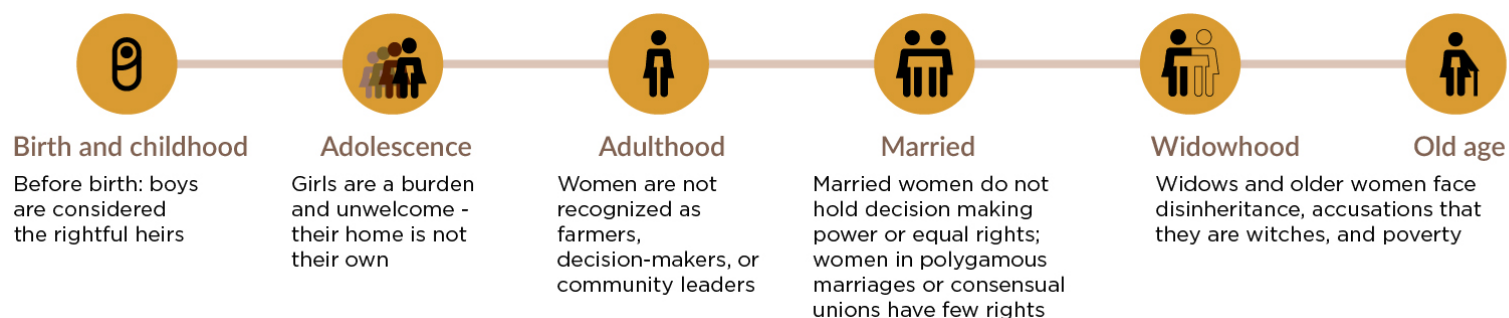 Birth and childhood
Before birth: boys
are considered
the rightful heirs
Adolescence
Girls are a burden
and unwelcome -
their home is not
their own
Adulthood
Women are not
recognized as
farmers,
decision-makers, or
community leaders
Married
Married women do not
hold decision making
power or equal rights;
women in polygamous
marriages or consensual
unions have few rights
Widowhood
Old age
Widows and older women face
disinheritance, accusations that
they are witches, and poverty